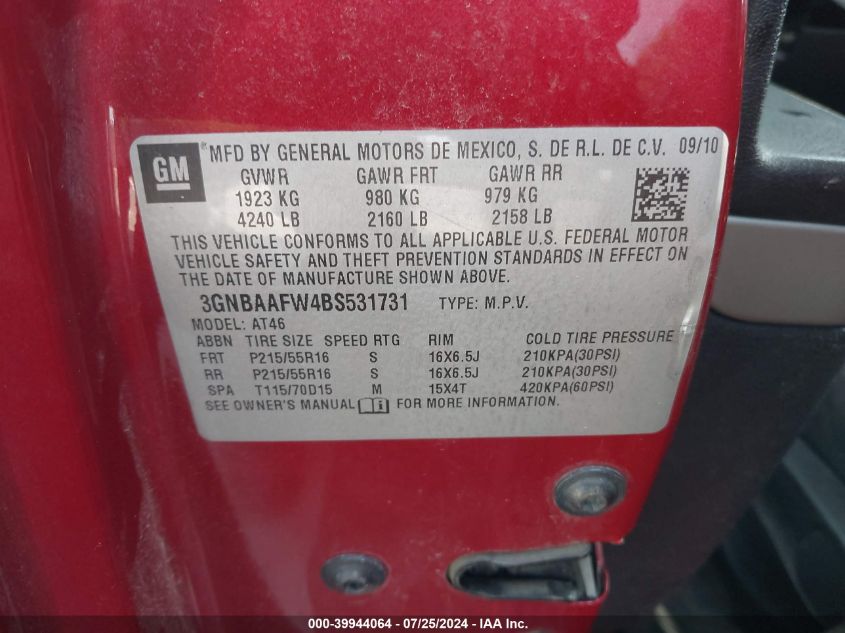 GM MFD BY GENERAL MOTORS DE MEXICO, S. DE R.L. DE C.V. 09/10
GVWR GAWR FRT GAWR RR
1923 KG 980 KG 979 KG
4240 LB 2160 LB 2158 LB
THIS VEHICLE CONFORMS TO ALL APPLICABLE U.S. FEDERAL MOTOR
VEHICLE SAFETY AND THEFT PREVENTION STANDARDS IN EFFECT ON
THE DATE OF MANUFACTURE SHOWN ABOVE.
3GNBAAFW4BS531731 TYPE: M.P.V.
MODEL: AT46
ABBN TIRE SIZE SPEED RTG RIM COLD TIRE PRESSURE
FRT P215/55R16 S 16X6.5J 210KPA(30PSI)
RR P215/55R16 S 16X6.5J 210KPA(30PSI)
SPA T115/70D15 M 15X4T 420KPA(60PSI)
SEE OWNER'S MANUAL i FOR MORE INFORMATION.
000-39944064 - 07/25/2024 - IAA Inc.